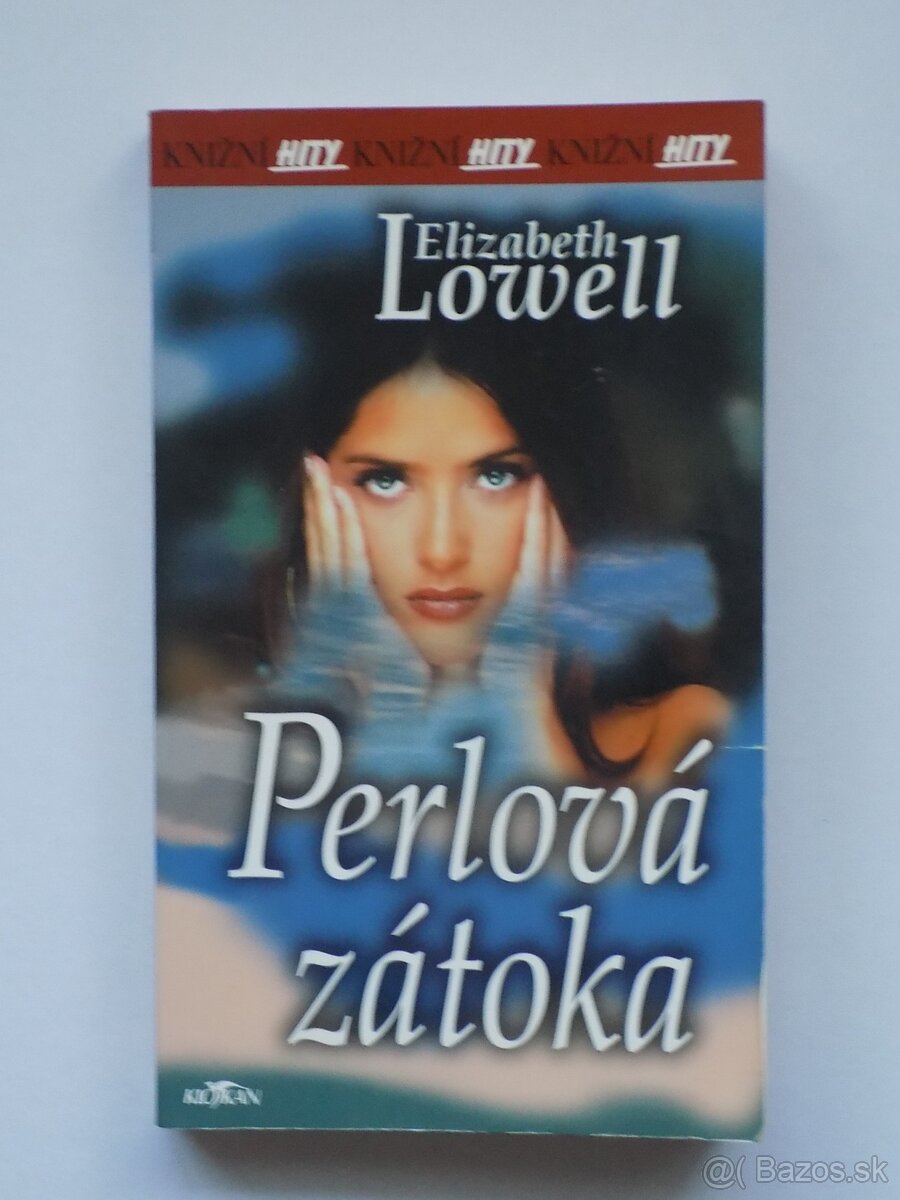 KNIŽNÍ HITY KNIŽNÍ HITY KNIŽNÍ HITY
Elizabeth
Lowell
Perlová
zátoka
KLOKAN
@( Bazos.sk